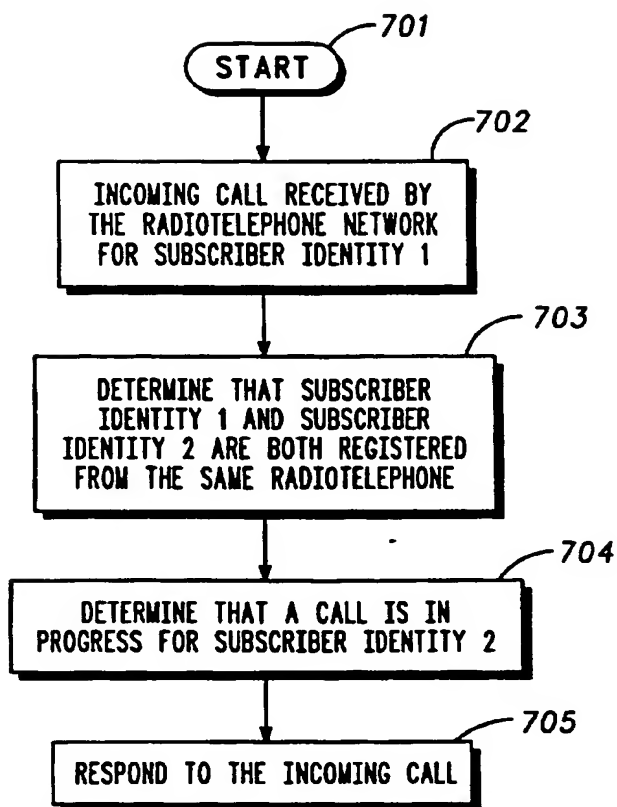 701
START
702
INCOMING CALL RECEIVED BY
THE RADIOTELEPHONE NETWORK
FOR SUBSCRIBER IDENTITY 1
703
DETERMINE THAT SUBSCRIBER
IDENTITY 1 AND SUBSCRIBER
IDENTITY 2 ARE BOTH REGISTERED
FROM THE SAME RADIOTELEPHONE
704
DETERMINE THAT A CALL IS IN
PROGRESS FOR SUBSCRIBER IDENTITY 2
705
RESPOND TO THE INCOMING CALL